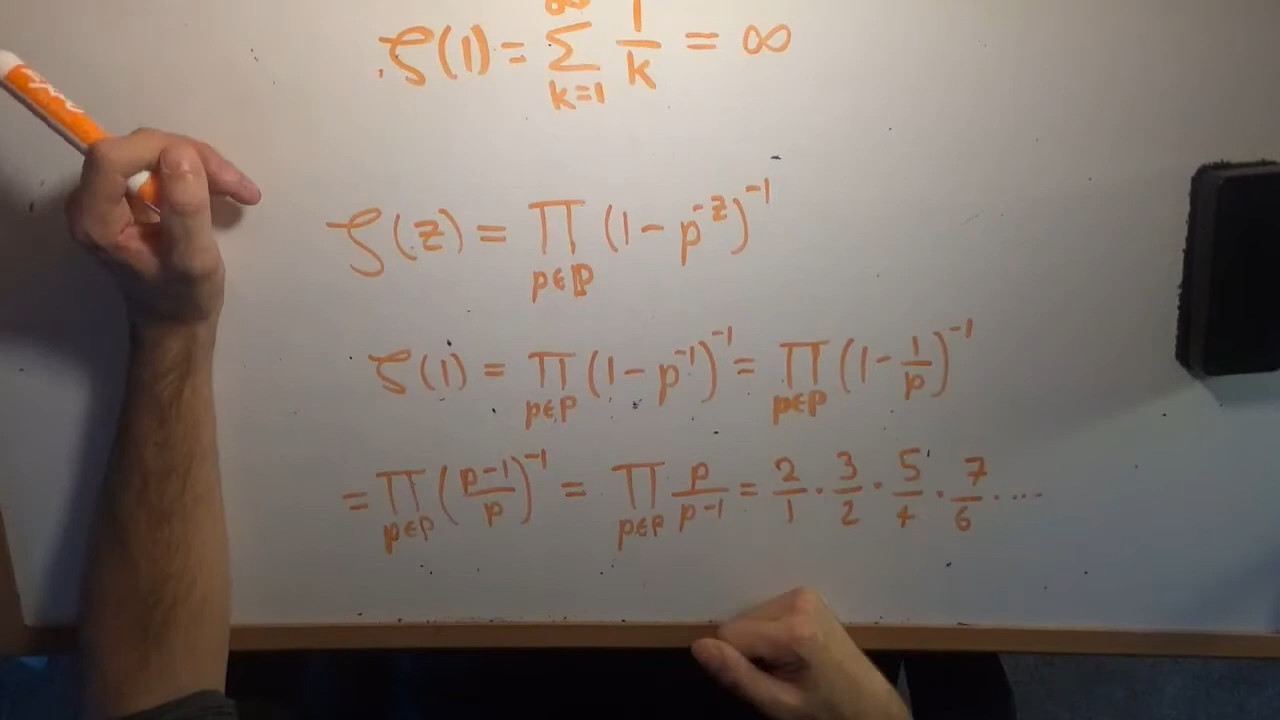 ζ(1) = ∞∑k=1 1/k = ∞
ζ(z) = ∏p∈ℙ (1 - p^-z)^-1
ζ(1) = ∏p∈P (1 - p^-1)^-1 = ∏p∈P (1 - 1/p)^-1
= ∏p∈P ((p-1)/p)^-1 = ∏p∈P p/(p-1) = 2/1 · 3/2 · 5/4 · 7/6 · ....